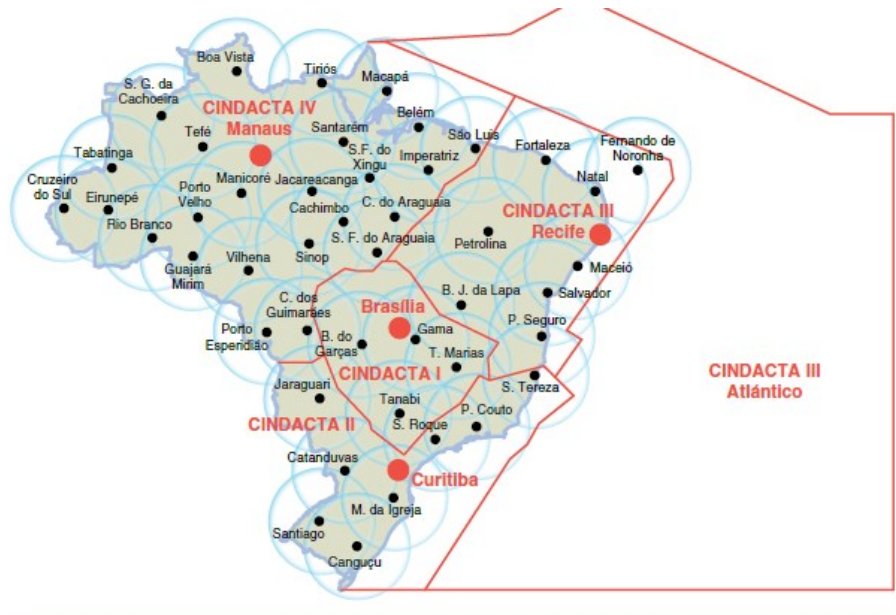 Boa Vista
Tiriós
Macapá
S. G. da
Cachoeira
CINDACTA IV
Manaus
Belém
Tefé
Santarém
São Luis
Fortaleza
Fernando de
Noronha
S.F. do
Xingu
Imperatriz
Tabatinga
Cruzeiro
do Sul
Eirunepé
Porto
Velho
Manicoré
Jacareacanga
Natal
Rio Branco
Cachimbo
C. do Araguaia
CINDACTA III
Recife
S. F. do Araguaia
Petrolina
Guajará
Mirim
Vilhena
Sinop
Maceió
C. dos
Guimarães
Brasília
B. J. da Lapa
Salvador
Porto
Esperidião
B. do
Garças
Gama
P. Seguro
T. Marias
CINDACTA I
CINDACTA III
Atlántico
Jaraguari
S. Tereza
Tanabi
P. Couto
CINDACTA II
S. Roque
Catanduvas
Curitiba
M. da Igreja
Santiago
Canguçu